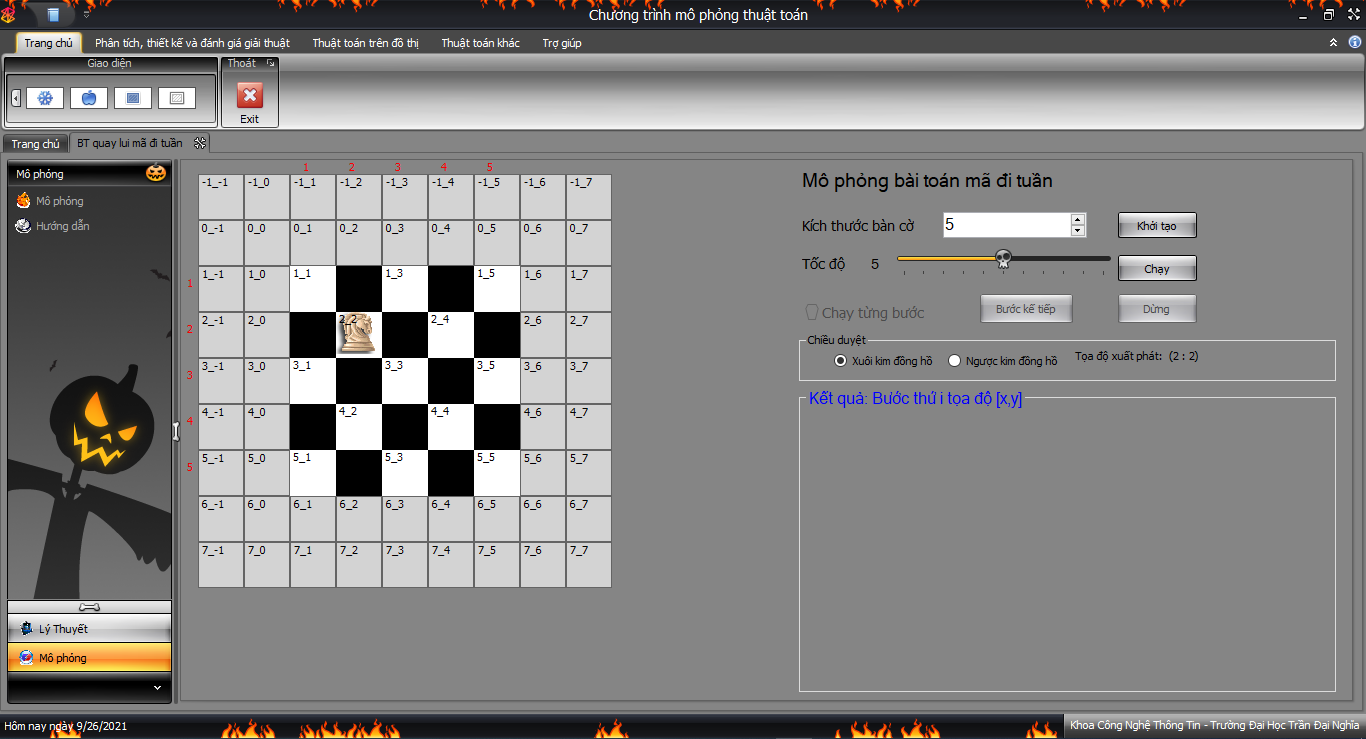 Chương trình mô phỏng thuật toán
Trang chủ Phân tích, thiết kế và đánh giá giải thuật Thuật toán trên đồ thị Thuật toán khác Trợ giúp
Giao diện Thoát
Exit
Trang chủ BT quay lui mã đi tuần
Mô phỏng
Mô phỏng
Hướng dẫn
1 2 3 4 5
-1_-1 -1_0 -1_1 -1_2 -1_3 -1_4 -1_5 -1_6 -1_7
0_-1 0_0 0_1 0_2 0_3 0_4 0_5 0_6 0_7
1 1_-1 1_0 1_1 1_3 1_5 1_6 1_7
2 2_-1 2_0 2_2 2_4 2_6 2_7
3 3_-1 3_0 3_1 3_3 3_5 3_6 3_7
4 4_-1 4_0 4_2 4_4 4_6 4_7
5 5_-1 5_0 5_1 5_3 5_5 5_6 5_7
6_-1 6_0 6_1 6_2 6_3 6_4 6_5 6_6 6_7
7_-1 7_0 7_1 7_2 7_3 7_4 7_5 7_6 7_7
Mô phỏng bài toán mã đi tuần
Kích thước bàn cờ 5 Khởi tạo
Tốc độ 5 Chạy
Chạy từng bước Bước kế tiếp Dừng
Chiều duyệt
Xuôi kim đồng hồ Ngược kim đồng hồ Tọa độ xuất phát: (2 : 2)
Kết quả: Bước thứ i tọa độ [x,y]
Lý Thuyết
Mô phỏng
Hôm nay ngày 9/26/2021 Khoa Công Nghệ Thông Tin - Trường Đại Học Trần Đại Nghĩa